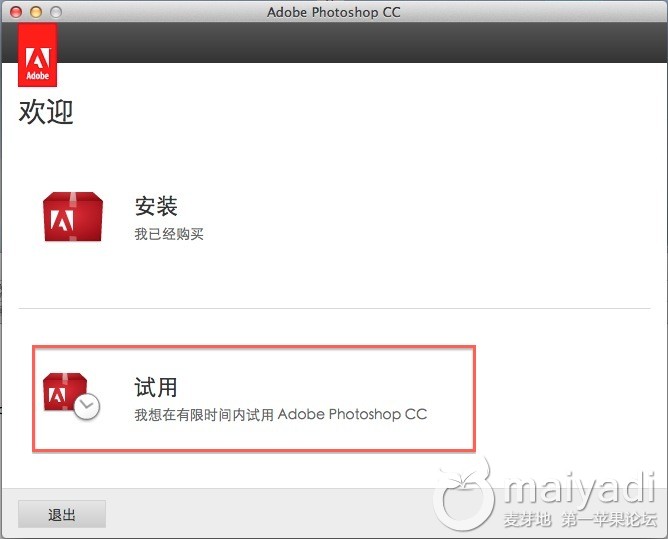 Adobe Photoshop CC
Adobe
欢迎
安装
我已经购买
试用
我想在有限时间内试用 Adobe Photoshop CC
退出
maiyadi
麦芽地 第一苹果论坛